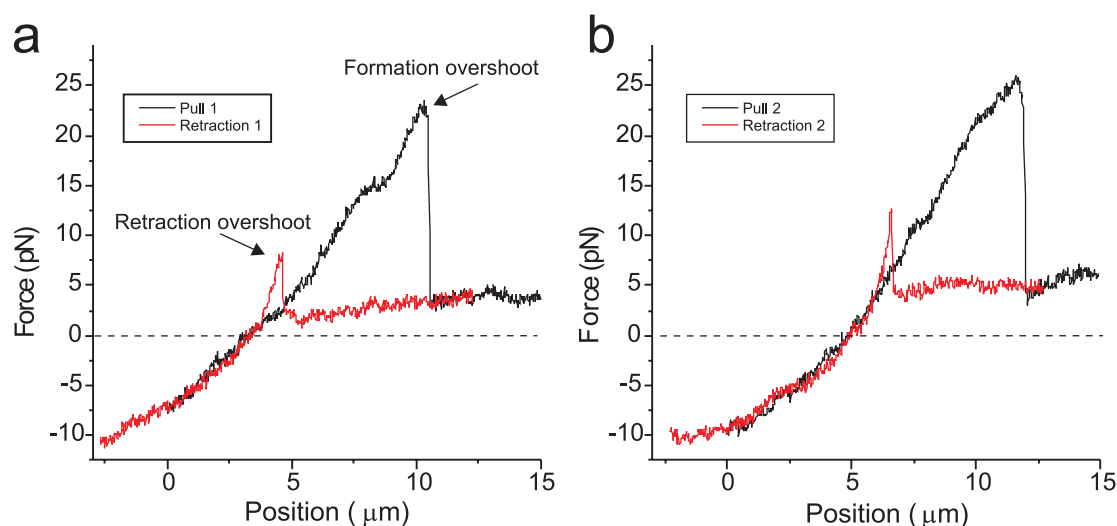 a
Formation overshoot
Pull 1
Retraction 1
Retraction overshoot
Force (pN)
25
20
15
10
5
0
-5
-10
0
5
10
15
Position ( μm)
b
Pull 2
Retraction 2
Force (pN)
25
20
15
10
5
0
-5
-10
0
5
10
15
Position ( μm)